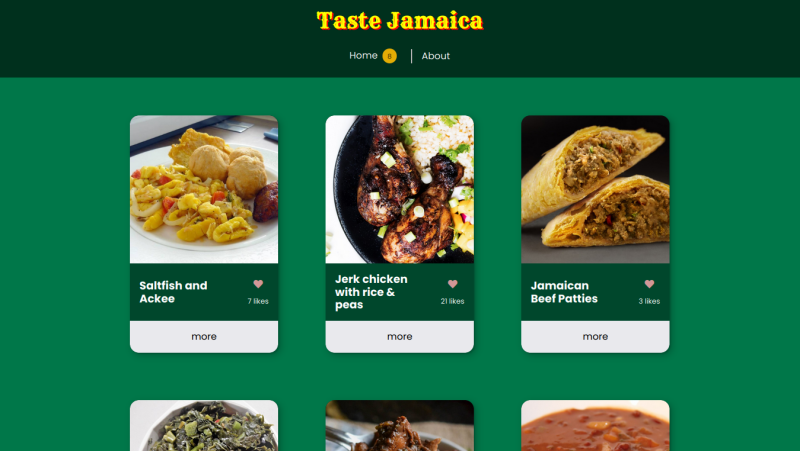 Taste Jamaica
Home 8 About
Saltfish and
Ackee
7 likes
more
Jerk chicken
with rice &
peas
21 likes
more
Jamaican
Beef Patties
3 likes
more